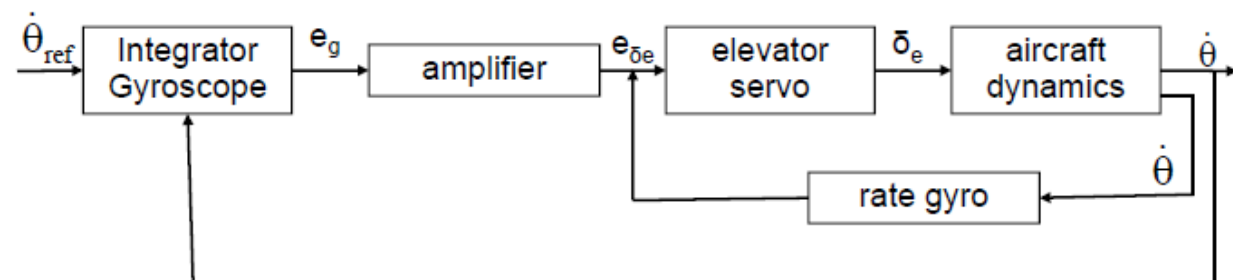 θ̇ref
Integrator
Gyroscope
eg
amplifier
eδe
elevator
servo
δe
aircraft
dynamics
θ̇
θ̇
rate gyro